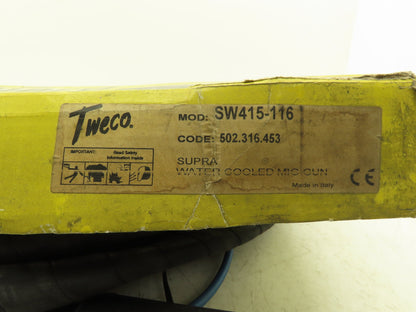 Tweco.
MOD: SW415-116
CODE: 502.316.453
IMPORTANT: Read Safety Information Inside
SUPRA
WATER COOLED MIG GUN
Made in Italy
CE